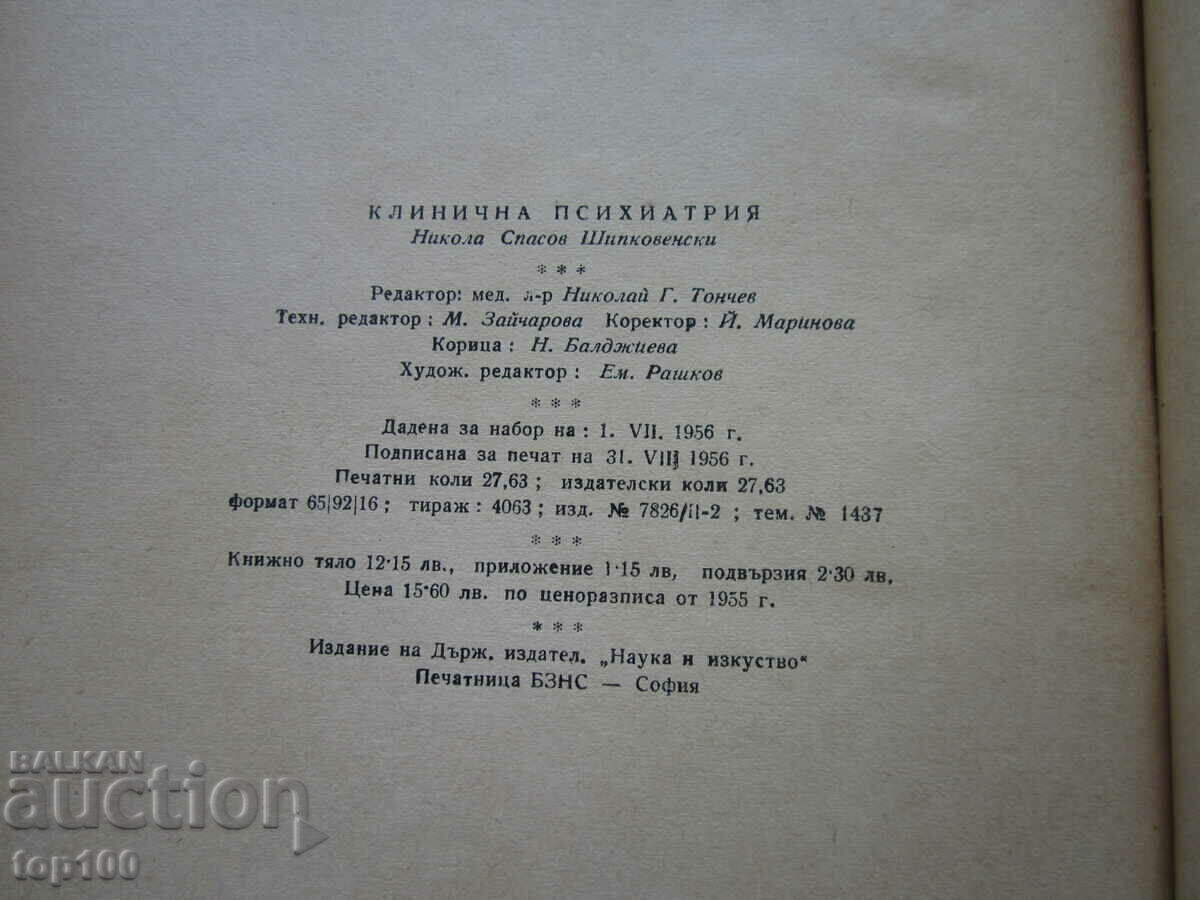 КЛИНИЧНА ПСИХИАТРИЯ
Никола Спасов Шипковенски
* * *
Редактор: мед. д-р Николай Г. Тончев
Техн. редактор : М. Зайчарова Коректор : Й. Маринова
Корица : Н. Балджиева
Худож. редактор : Ем. Рашков
* * *
Дадена за набор на : 1. VII. 1956 г.
Подписана за печат на 31. VIII 1956 г.
Печатни коли 27,63 ; издателски коли 27,63
формат 65|92|16 ; тираж : 4063 ; изд. № 7826/II-2 ; тем. № 1437
* * *
Книжно тяло 12·15 лв., приложение 1·15 лв, подвързия 2·30 лв.
Цена 15·60 лв. по ценоразписа от 1955 г.
* * *
Издание на Държ. издател. „Наука и изкуство“
Печатница БЗНС — София
BALKAN
auction
top100